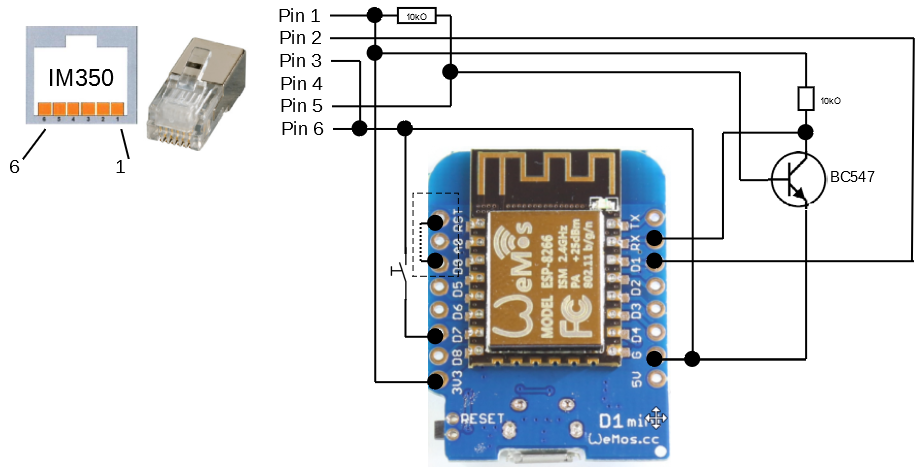 Pin 1
10kΩ
Pin 2
Pin 3
Pin 4
Pin 5
Pin 6
IM350
6 5 4 3 2 1
6
1
10kΩ
BC547
RST
A0
D0
D5
D6
D7
D8
3V3
TX
RX
D1
D2
D3
D4
G
5V
WeMos
MODEL ESP-8266
ISM 2.4GHz
PA +25dBm
802.11 b/g/n
FC
RESET
D1 mini
WeMos.cc